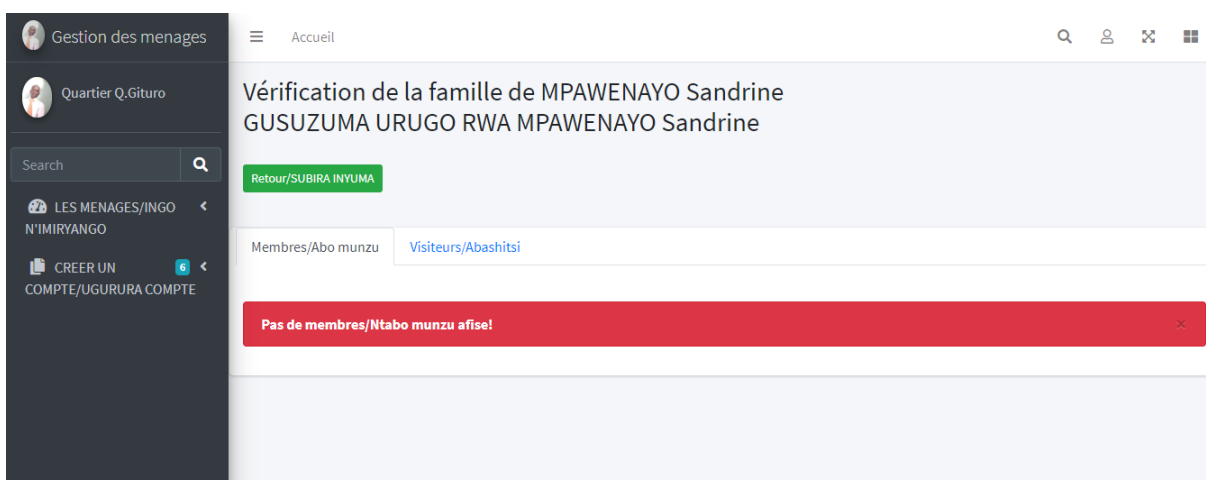 Gestion des menages
Accueil
Quartier Q.Gituro
Search
LES MENAGES/INGO
N'IMIRYANGO
CREER UN 6
COMPTE/UGURURA COMPTE
Vérification de la famille de MPAWENAYO Sandrine
GUSUZUMA URUGO RWA MPAWENAYO Sandrine
Retour/SUBIRA INYUMA
Membres/Abo munzu
Visiteurs/Abashitsi
Pas de membres/Ntabo munzu afise!
×